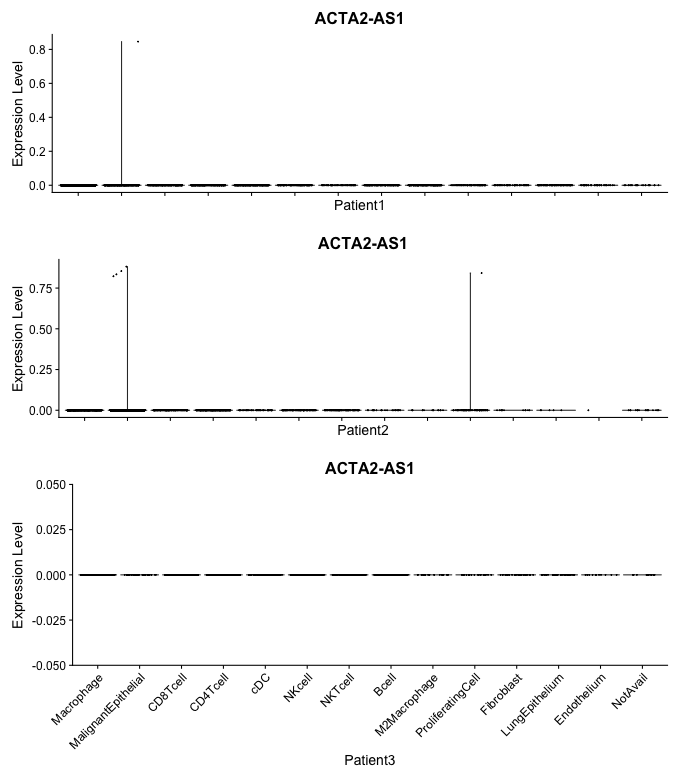 ACTA2-AS1
Expression Level
0.8
0.6
0.4
0.2
0.0
Patient1
ACTA2-AS1
Expression Level
0.75
0.50
0.25
0.00
Patient2
ACTA2-AS1
Expression Level
0.050
0.025
0.000
-0.025
-0.050
Macrophage
MalignantEpithelial
CD8Tcell
CD4Tcell
cDC
NKcell
NKTcell
Bcell
M2Macrophage
ProliferatingCell
Fibroblast
LungEpithelium
Endothelium
NotAvail
Patient3